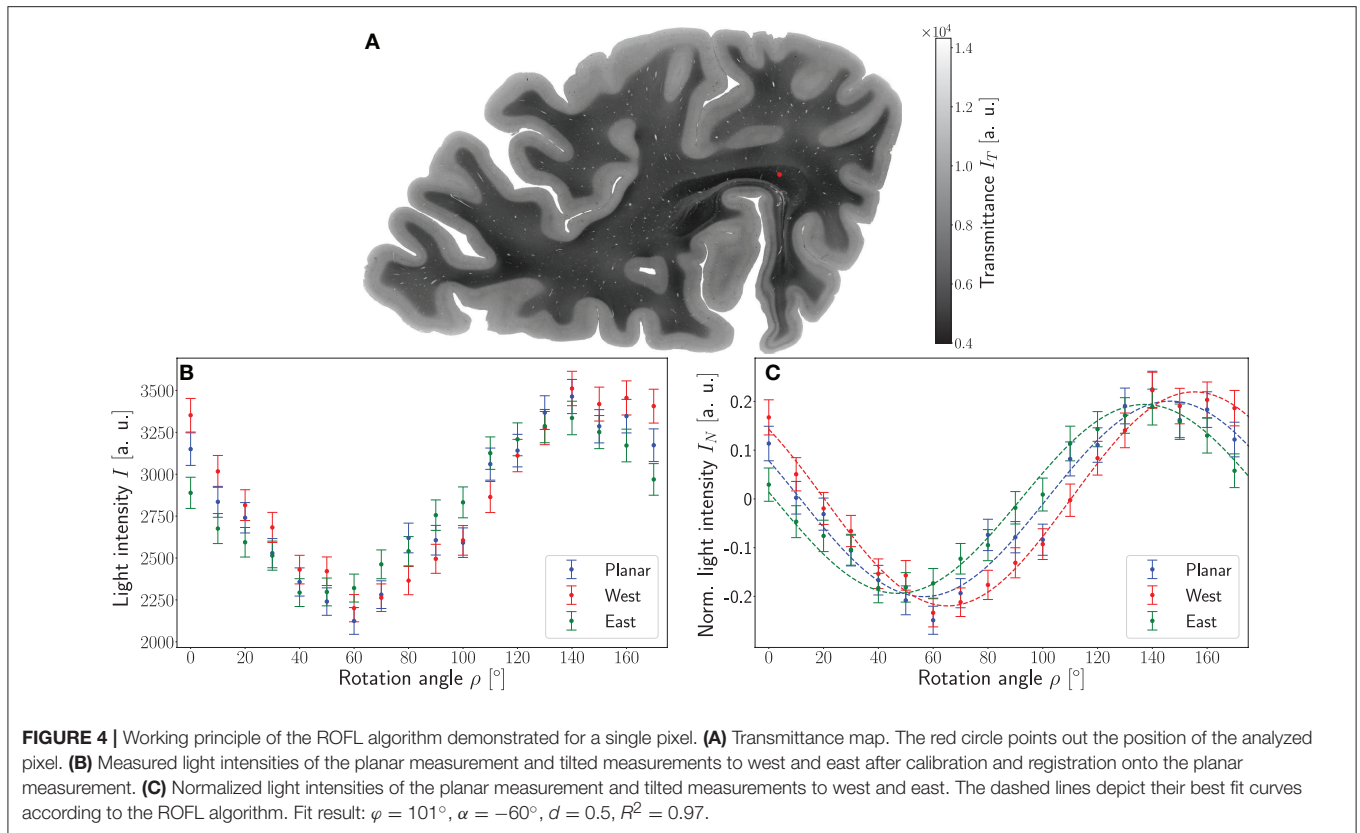 A
×10⁴
1.4
1.2
1.0
0.8
0.6
0.4
Transmittance I_T [a. u.]
B
3500
3250
3000
2750
2500
2250
2000
Light intensity I [a. u.]
0 20 40 60 80 100 120 140 160
Rotation angle ρ [°]
Planar
West
East
C
0.2
0.1
0
-0.1
-0.2
Norm. light intensity I_N [a. u.]
0 20 40 60 80 100 120 140 160
Rotation angle ρ [°]
Planar
West
East
FIGURE 4 | Working principle of the ROFL algorithm demonstrated for a single pixel. (A) Transmittance map. The red circle points out the position of the analyzed
pixel. (B) Measured light intensities of the planar measurement and tilted measurements to west and east after calibration and registration onto the planar
measurement. (C) Normalized light intensities of the planar measurement and tilted measurements to west and east. The dashed lines depict their best fit curves
according to the ROFL algorithm. Fit result: φ = 101°, α = −60°, d = 0.5, R² = 0.97.